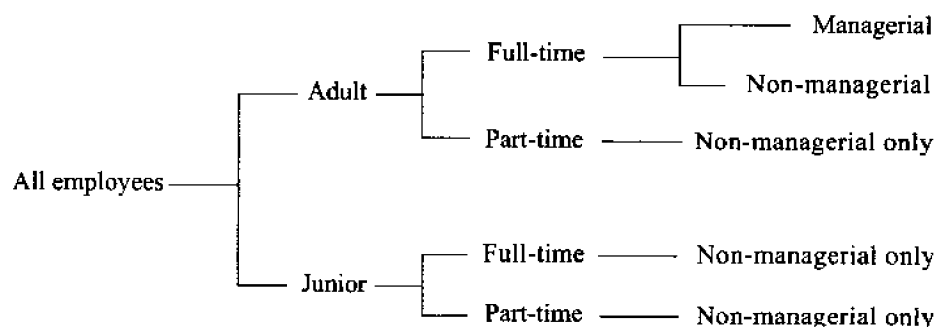 Managerial
Full-time
Non-managerial
Adult
Part-time Non-managerial only
All employees
Full-time Non-managerial only
Junior
Part-time Non-managerial only